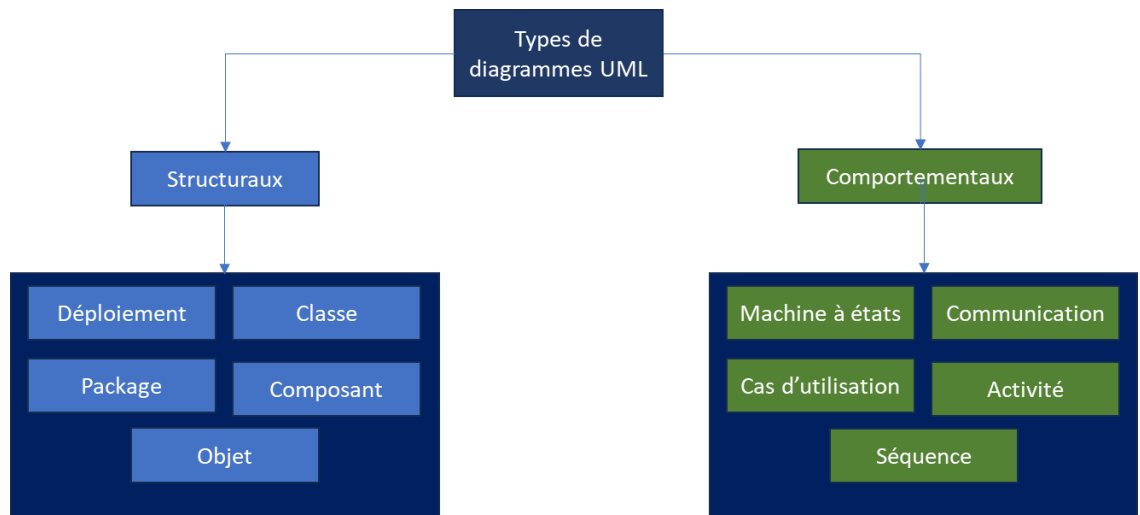 Types de
diagrammes UML
Structuraux
Comportementaux
Déploiement
Classe
Package
Composant
Objet
Machine à états
Communication
Cas d’utilisation
Activité
Séquence